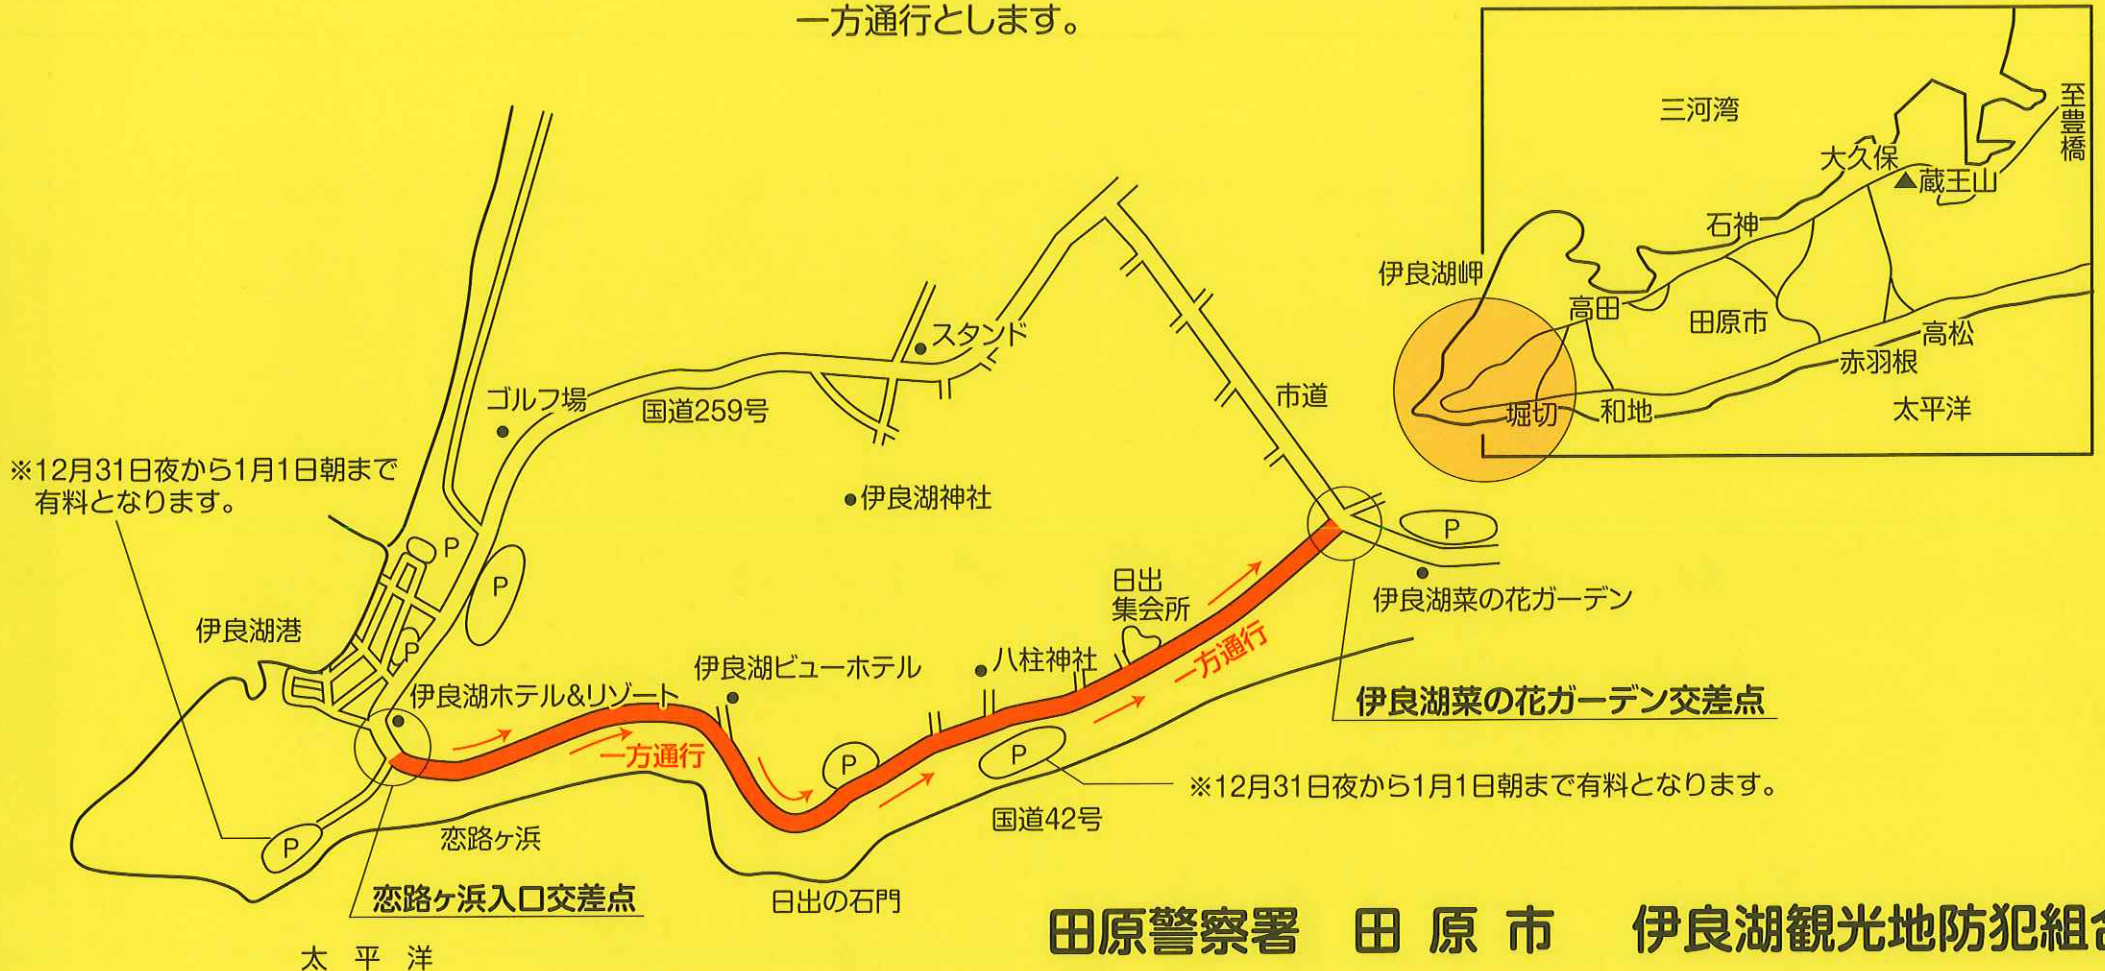 一方通行とします。
三河湾
至豊橋
大久保
▲蔵王山
石神
伊良湖岬
高田
田原市
高松
赤羽根
堀切
和地
太平洋
スタンド
ゴルフ場
国道259号
市道
※12月31日夜から1月1日朝まで
有料となります。
伊良湖神社
P
P
P
伊良湖港
P
日出
集会所
伊良湖菜の花ガーデン
一方通行
伊良湖ホテル&リゾート
伊良湖ビューホテル
八柱神社
伊良湖菜の花ガーデン交差点
一方通行
P
P
※12月31日夜から1月1日朝まで有料となります。
国道42号
恋路ヶ浜
P
恋路ヶ浜入口交差点
日出の石門
太平洋
田原警察署 田原市 伊良湖観光地防犯組合